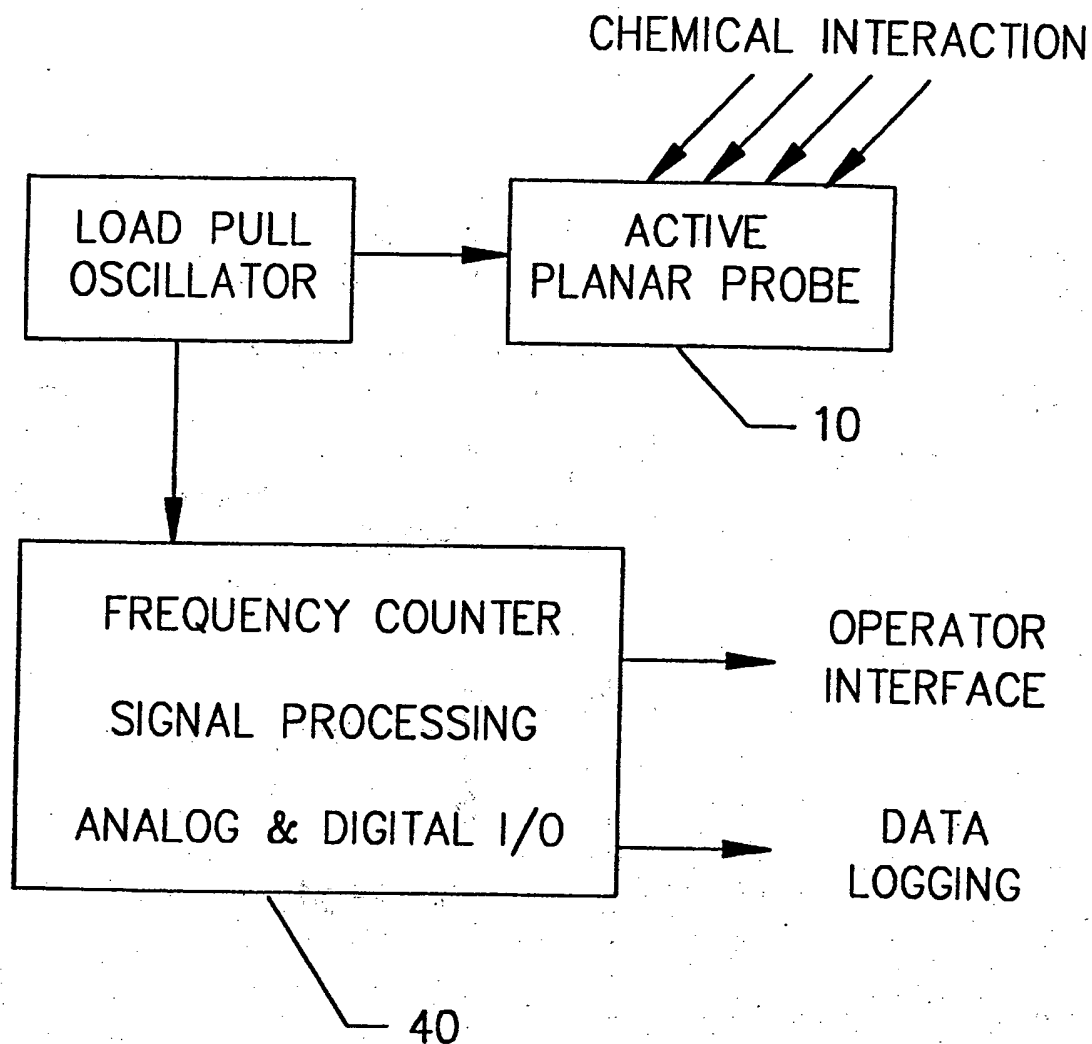 CHEMICAL INTERACTION
LOAD PULL
OSCILLATOR
ACTIVE
PLANAR PROBE
10
FREQUENCY COUNTER
SIGNAL PROCESSING
ANALOG & DIGITAL I/O
OPERATOR
INTERFACE
DATA
LOGGING
40